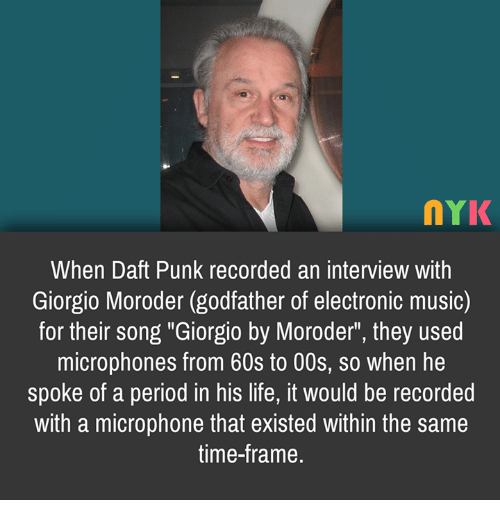 NYK
When Daft Punk recorded an interview with
Giorgio Moroder (godfather of electronic music)
for their song "Giorgio by Moroder", they used
microphones from 60s to 00s, so when he
spoke of a period in his life, it would be recorded
with a microphone that existed within the same
time-frame.